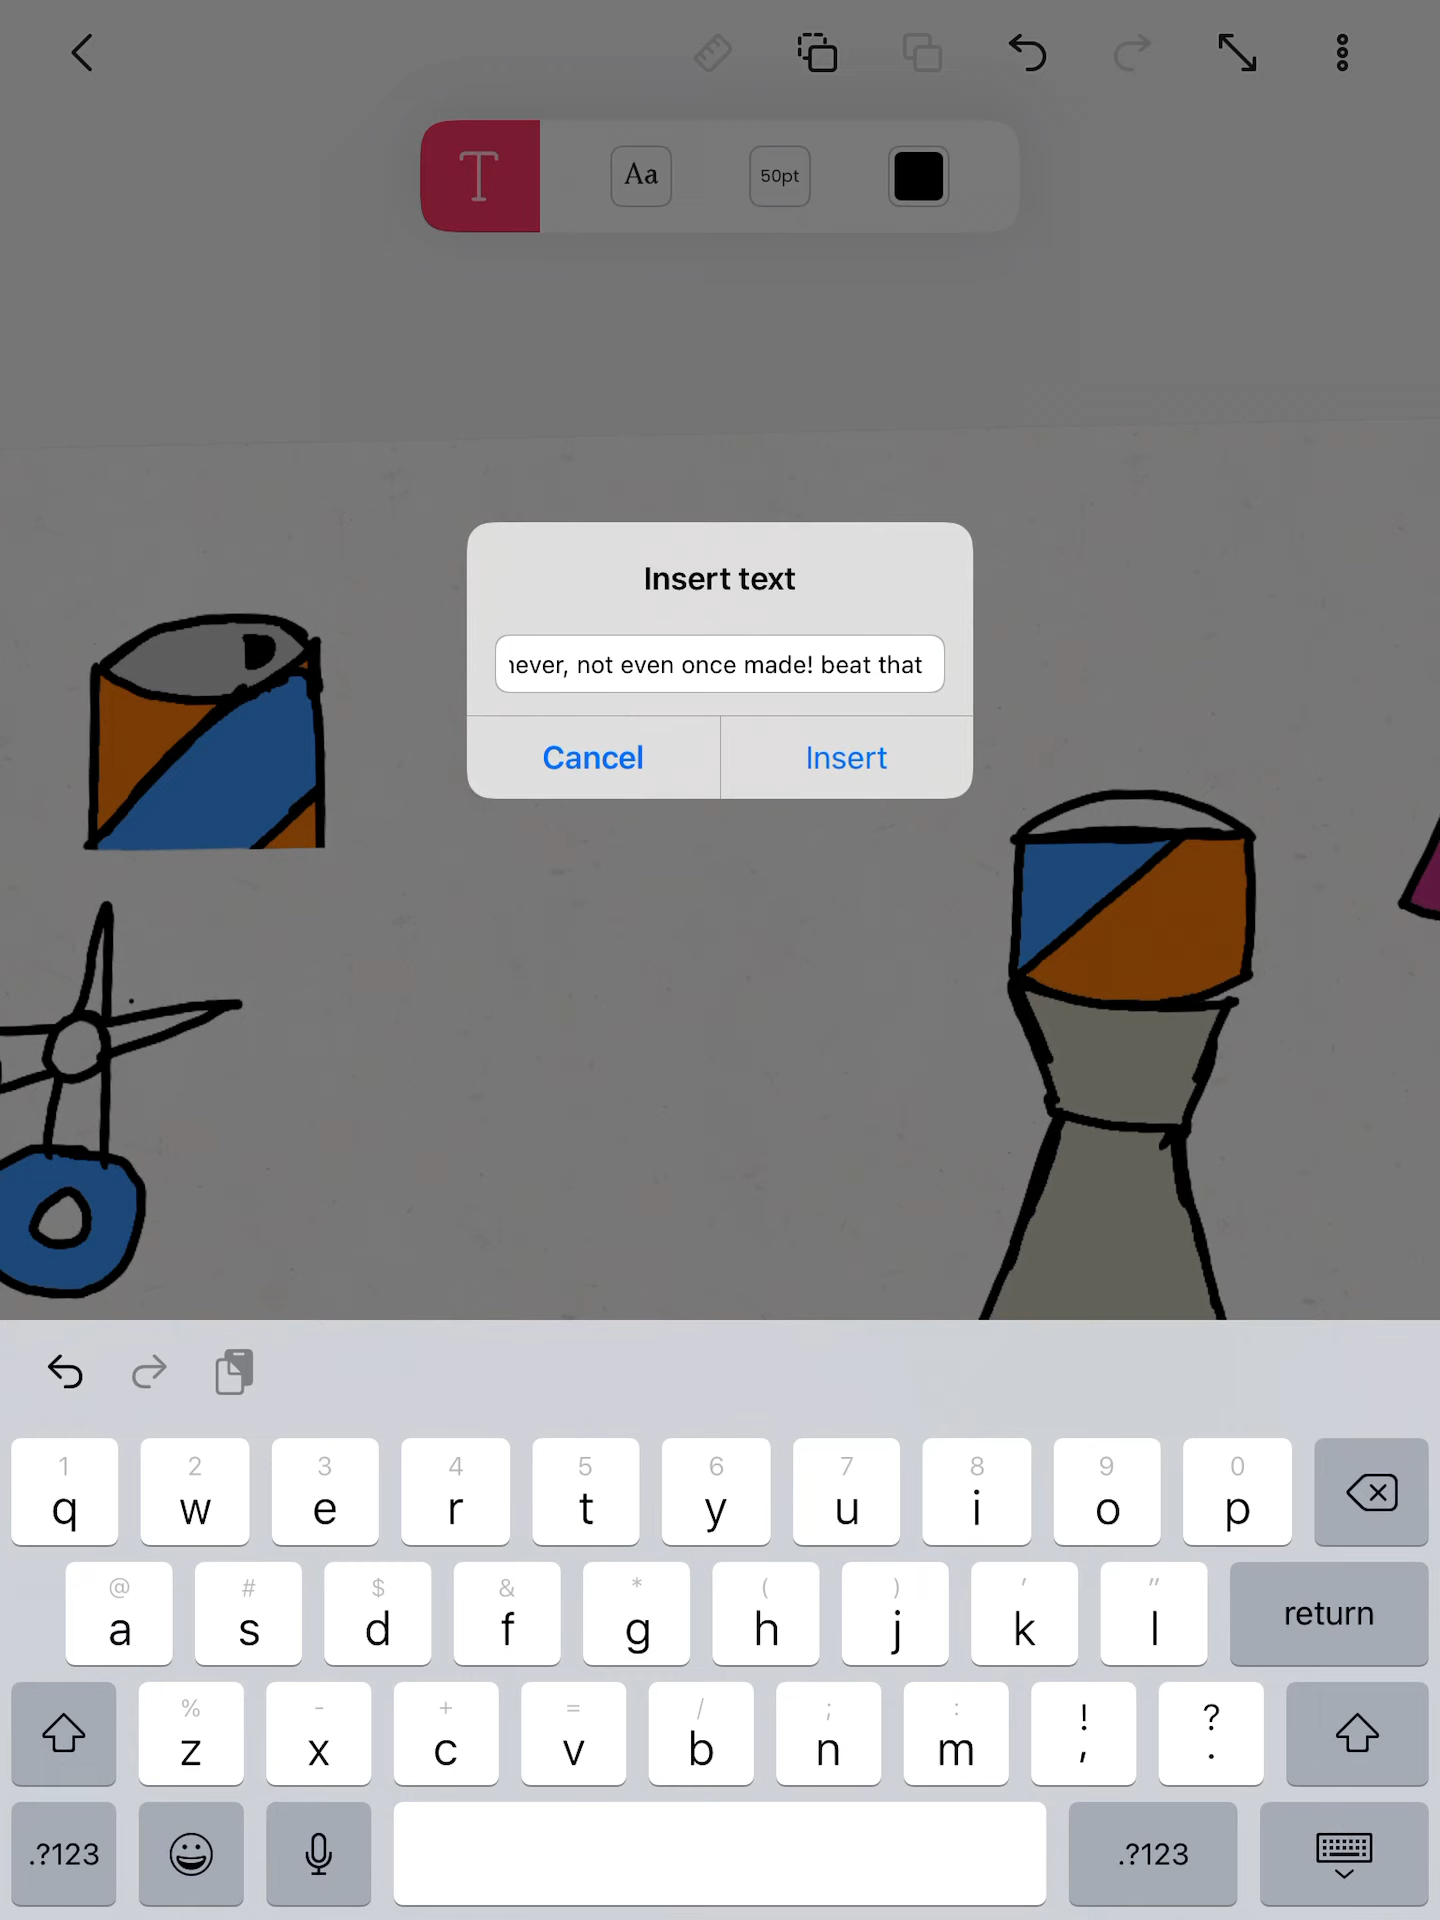 Aa
50pt
Insert text
never, not even once made! beat that
Cancel
Insert
1 2 3 4 5 6 7 8 9 0
q w e r t y u i o p
@ # $ & * ( ) ' "
a s d f g h j k l return
% - + = / ; : ! ?
z x c v b n m , .
.?123 .?123